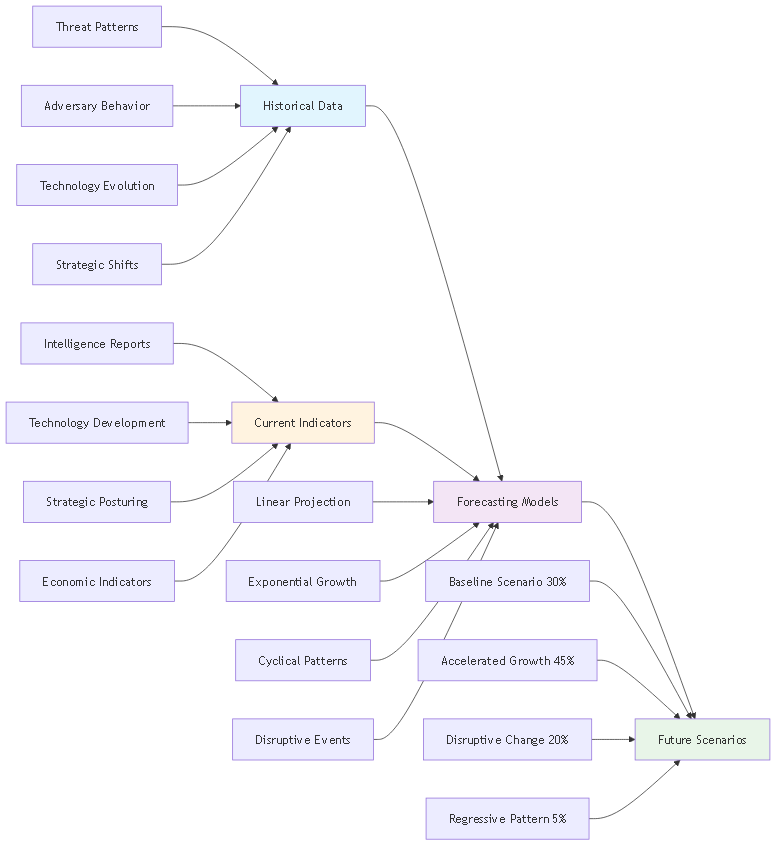 Threat Patterns
Adversary Behavior
Historical Data
Technology Evolution
Strategic Shifts
Intelligence Reports
Technology Development
Current Indicators
Strategic Posturing
Linear Projection
Forecasting Models
Economic Indicators
Exponential Growth
Baseline Scenario 30%
Cyclical Patterns
Accelerated Growth 45%
Disruptive Events
Disruptive Change 20%
Future Scenarios
Regressive Pattern 5%